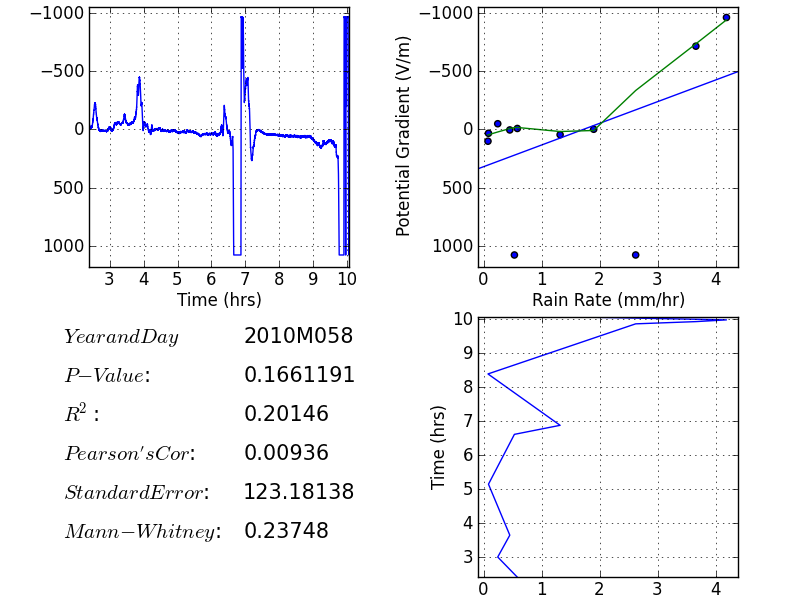 −1000
−500
0
500
1000
3 4 5 6 7 8 9 10
Time (hrs)
Potential Gradient (V/m)
−1000
−500
0
500
1000
0 1 2 3 4
Rain Rate (mm/hr)
YearandDay 2010M058
P−Value: 0.1661191
R²: 0.20146
Pearson'sCor: 0.00936
StandardError: 123.18138
Mann−Whitney: 0.23748
Time (hrs)
10
9
8
7
6
5
4
3
0 1 2 3 4